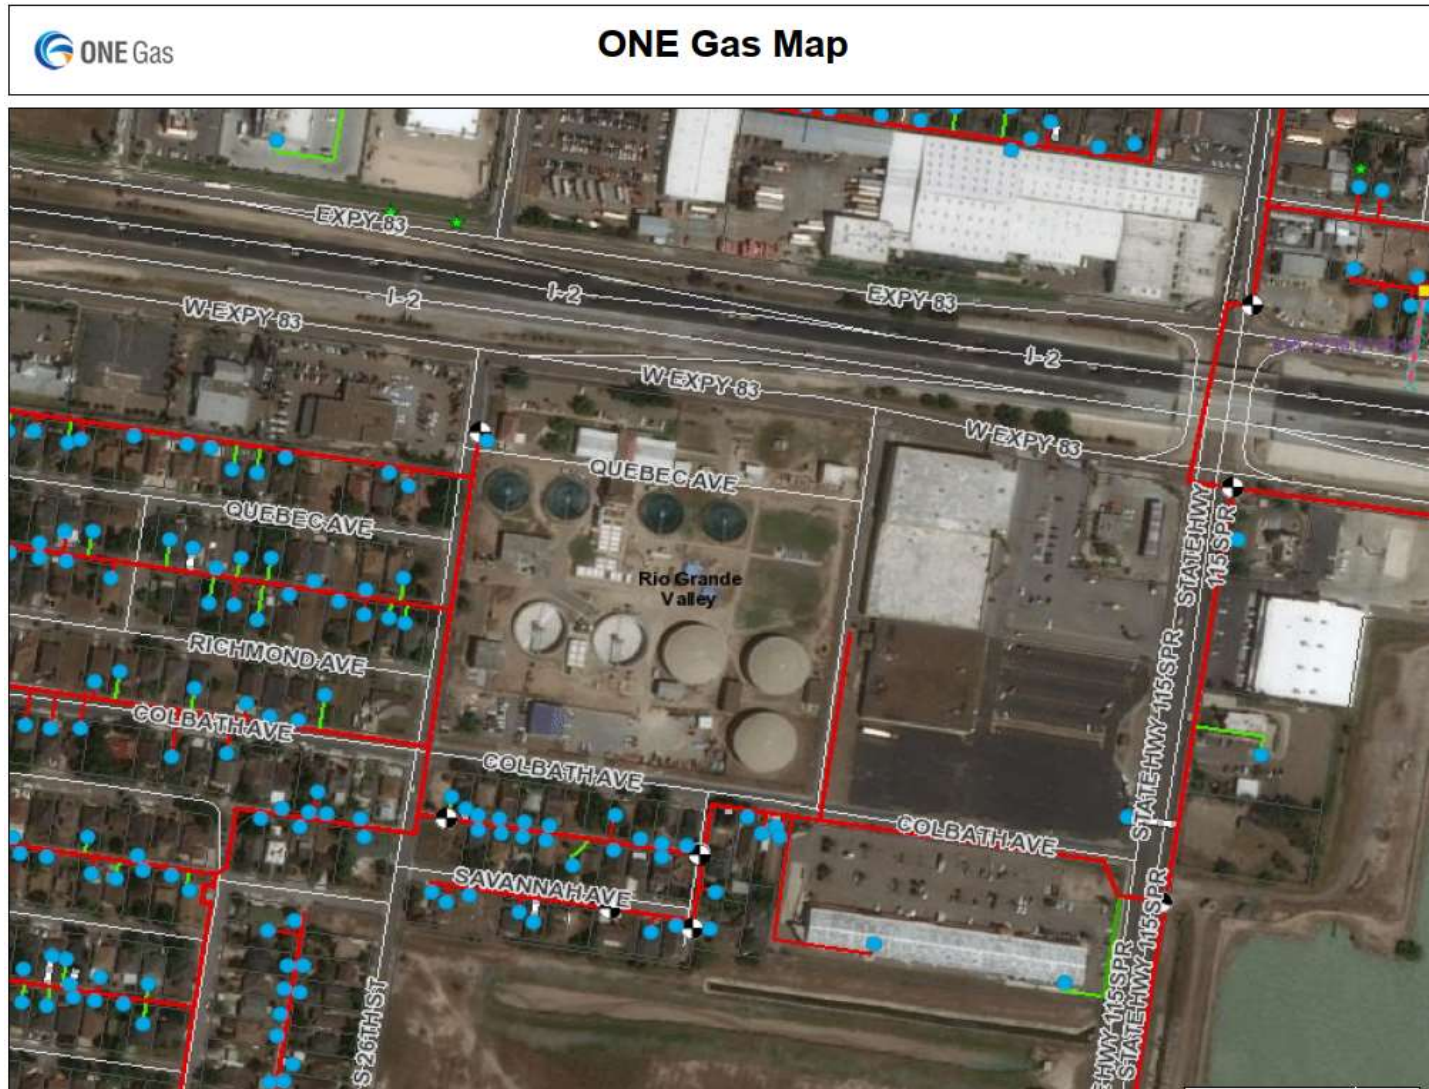 ONE Gas
ONE Gas Map
EXPY 83
I-2
I-2
EXPY 83
W EXPY 83
I-2
W EXPY 83
W EXPY 83
QUEBEC AVE
QUEBEC AVE
STATE HWY
115 SPR
Rio Grande
Valley
RICHMOND AVE
COLBATH AVE
STATE HWY 115 SPR
COLBATH AVE
COLBATH AVE
SAVANNAH AVE
STATE HWY 115 SPR
HWY 115 SPR
S 26TH ST